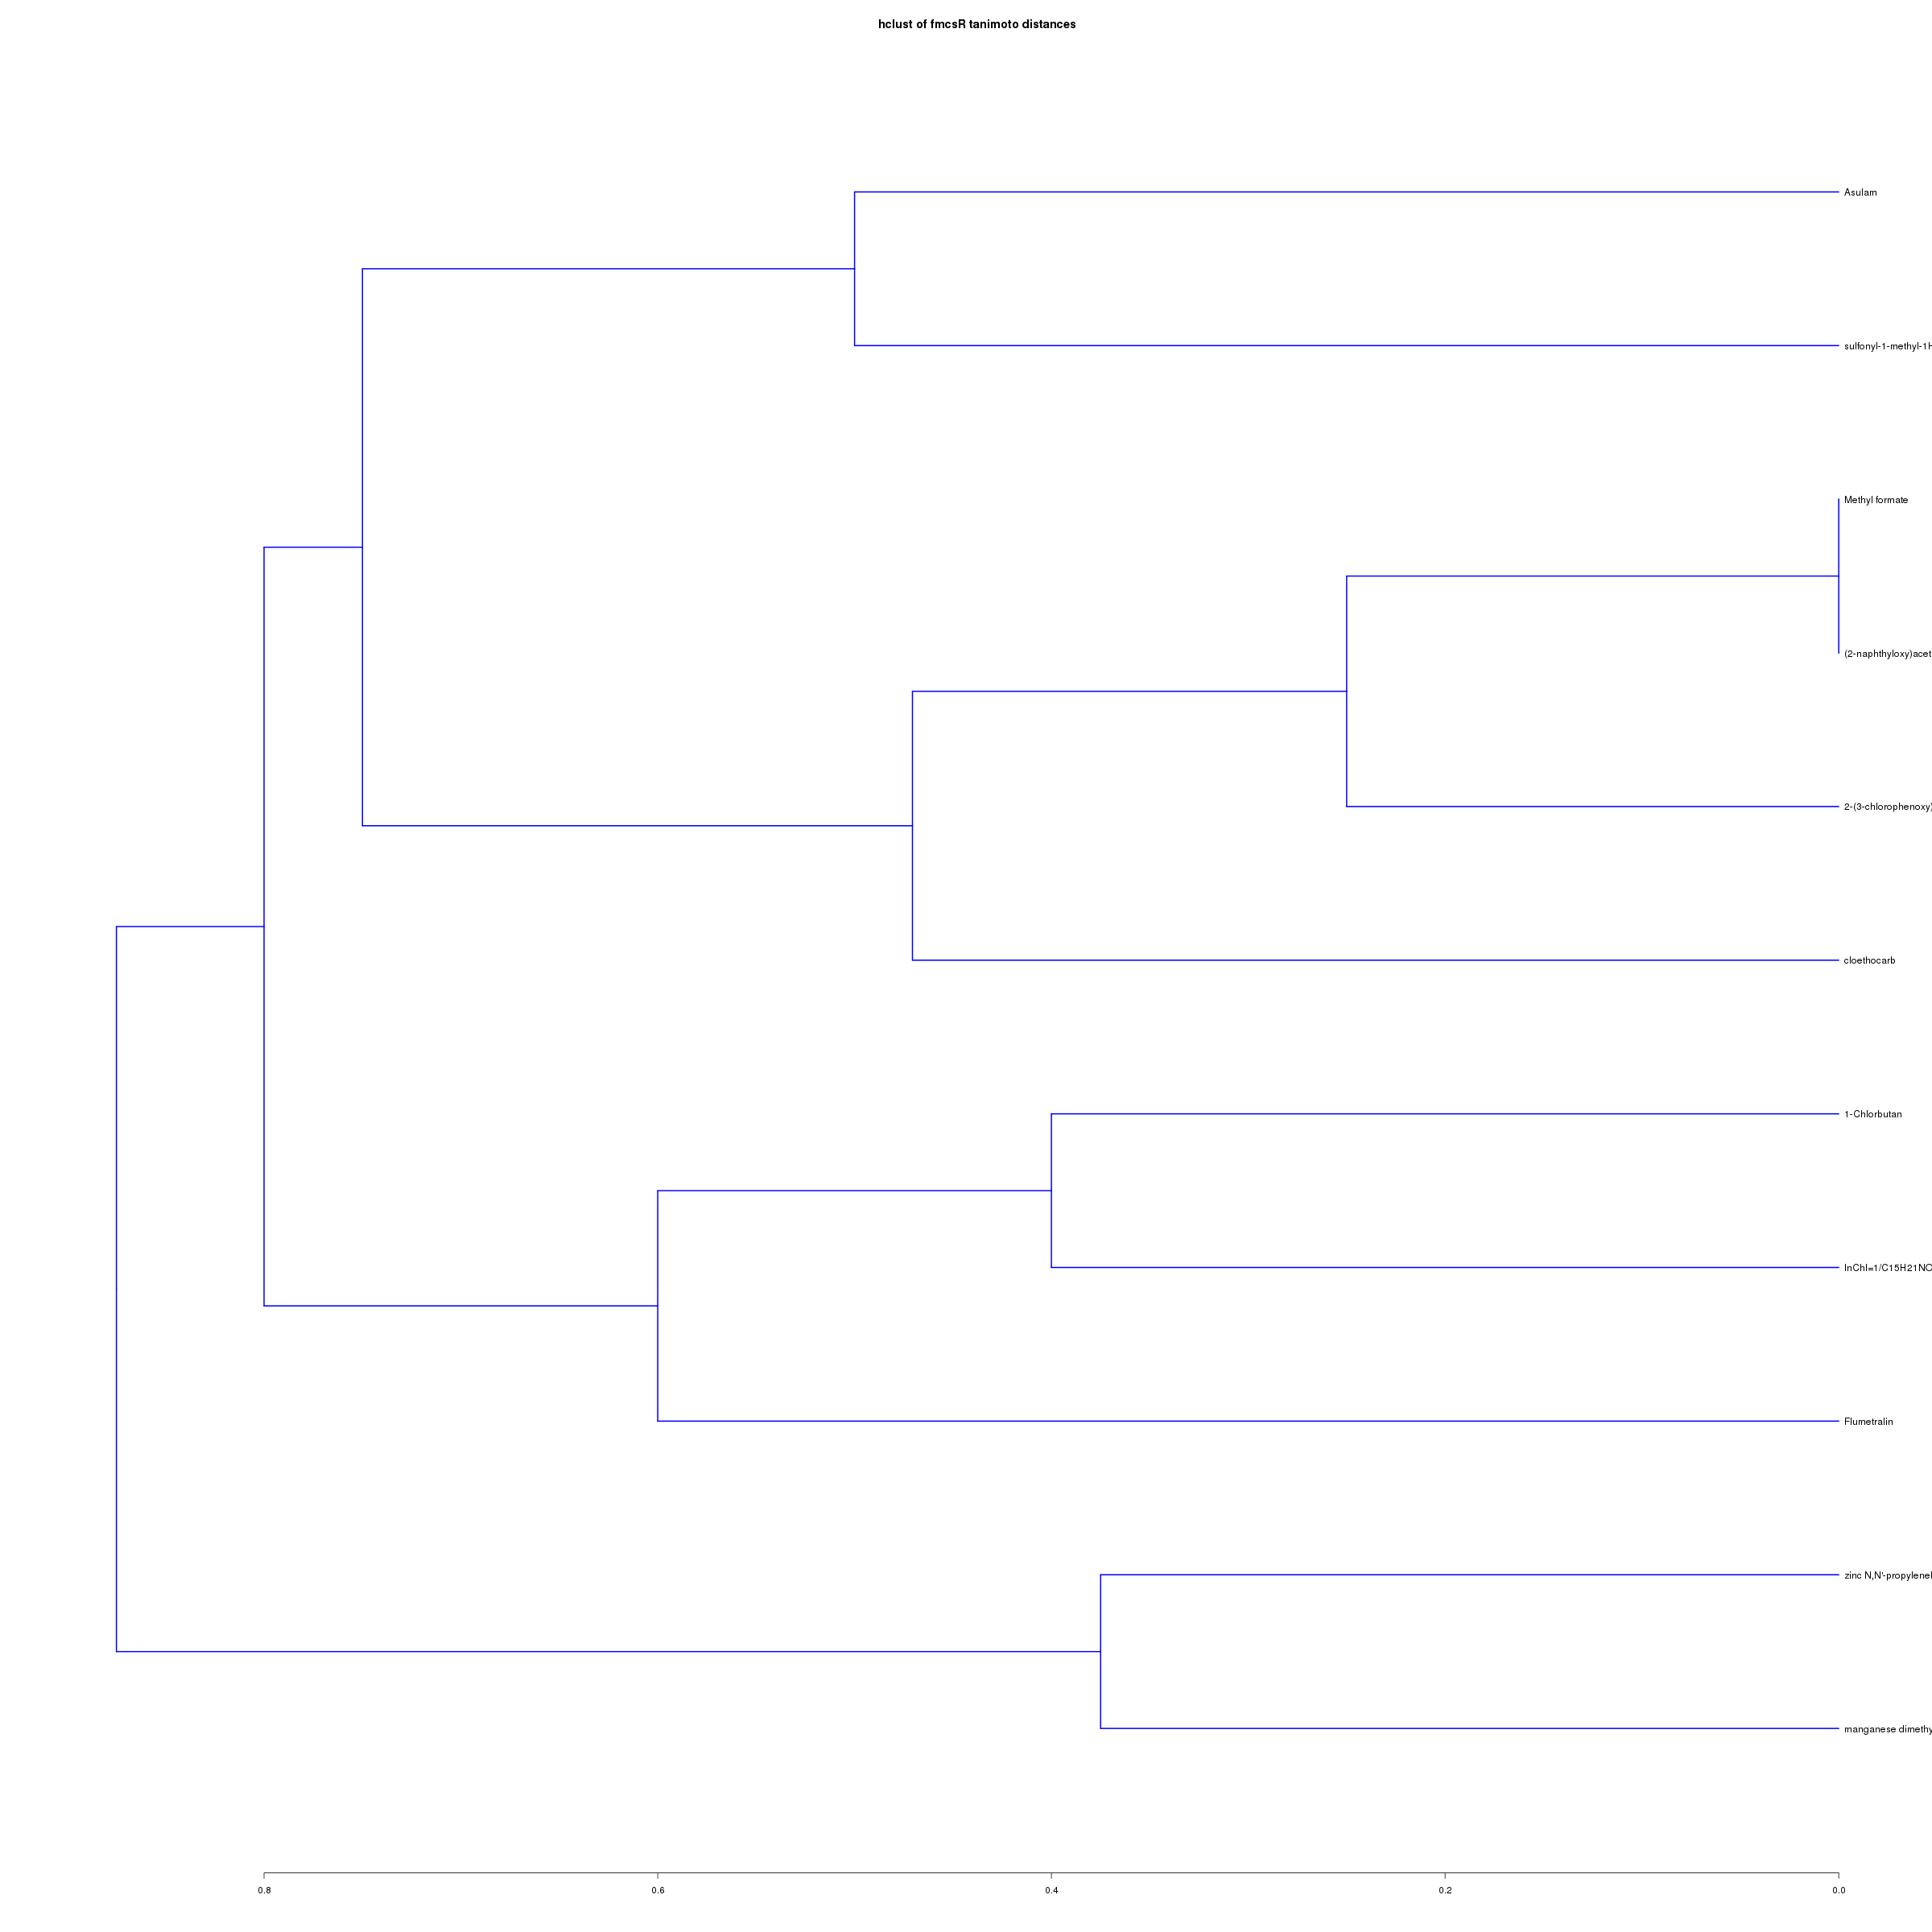 hclust of fmcsR tanimoto distances
Asulam
sulfonyl-1-methyl-1H
Methyl formate
(2-naphthyloxy)acet
2-(3-chlorophenoxy)
cloethocarb
1-Chlorbutan
InChI=1/C15H21NO
Flumetralin
zinc N,N'-propylene
manganese dimethy
0.8 0.6 0.4 0.2 0.0